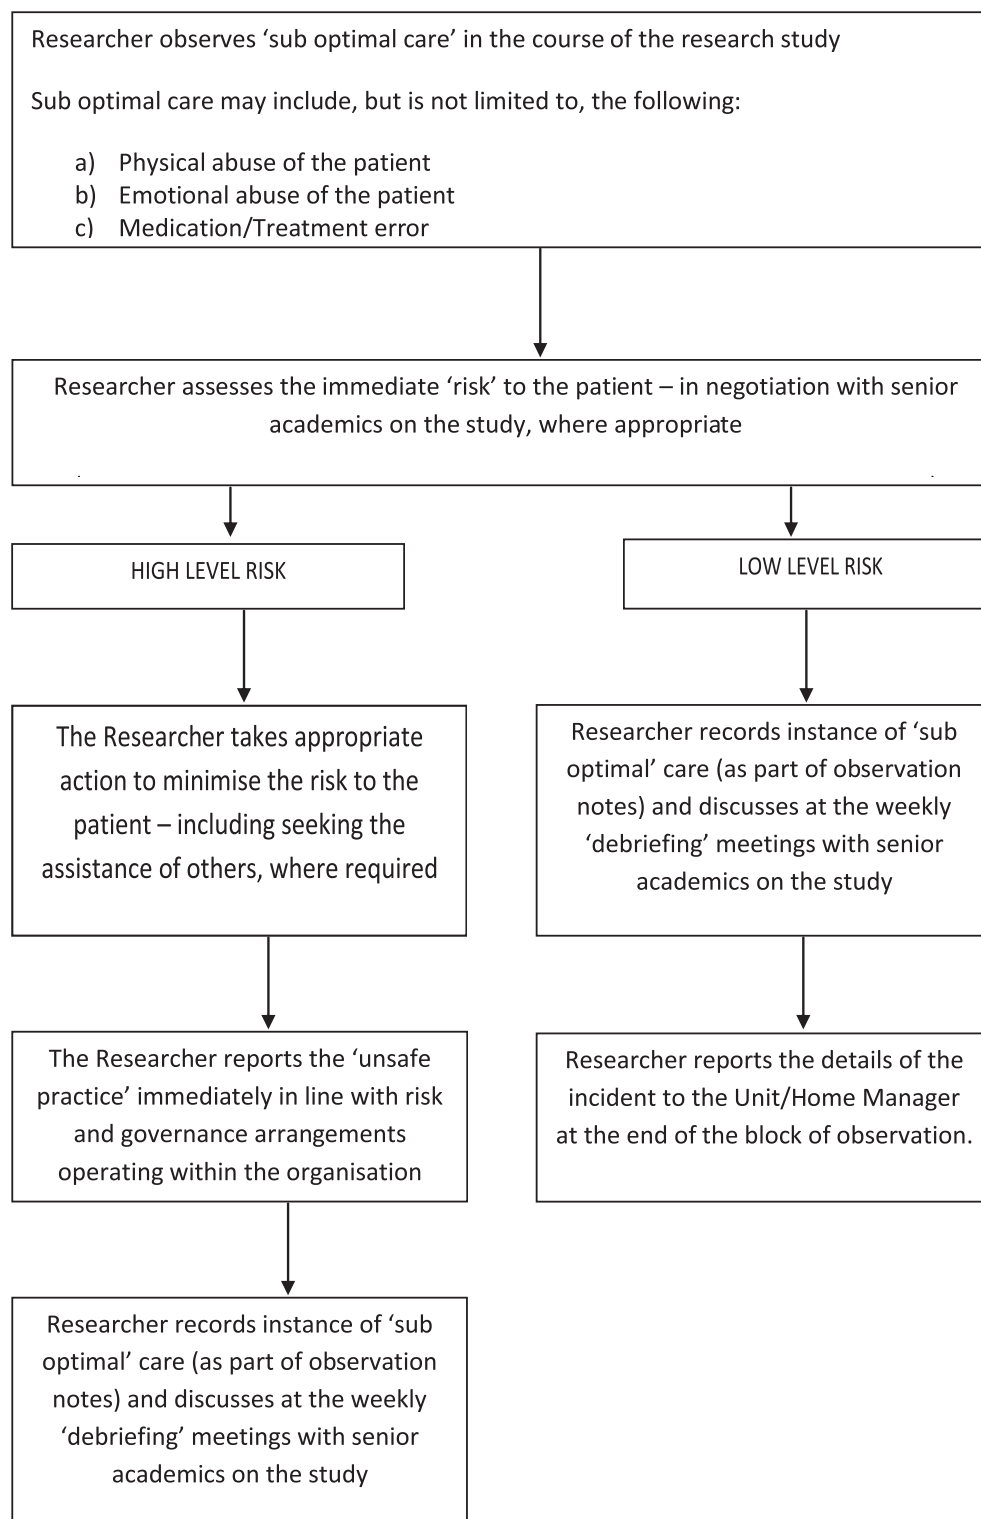 Researcher observes ‘sub optimal care’ in the course of the research study
Sub optimal care may include, but is not limited to, the following:
a) Physical abuse of the patient
b) Emotional abuse of the patient
c) Medication/Treatment error
Researcher assesses the immediate ‘risk’ to the patient – in negotiation with senior
academics on the study, where appropriate
HIGH LEVEL RISK
LOW LEVEL RISK
The Researcher takes appropriate
action to minimise the risk to the
patient – including seeking the
assistance of others, where required
Researcher records instance of ‘sub
optimal’ care (as part of observation
notes) and discusses at the weekly
‘debriefing’ meetings with senior
academics on the study
The Researcher reports the ‘unsafe
practice’ immediately in line with risk
and governance arrangements
operating within the organisation
Researcher reports the details of the
incident to the Unit/Home Manager
at the end of the block of observation.
Researcher records instance of ‘sub
optimal’ care (as part of observation
notes) and discusses at the weekly
‘debriefing’ meetings with senior
academics on the study